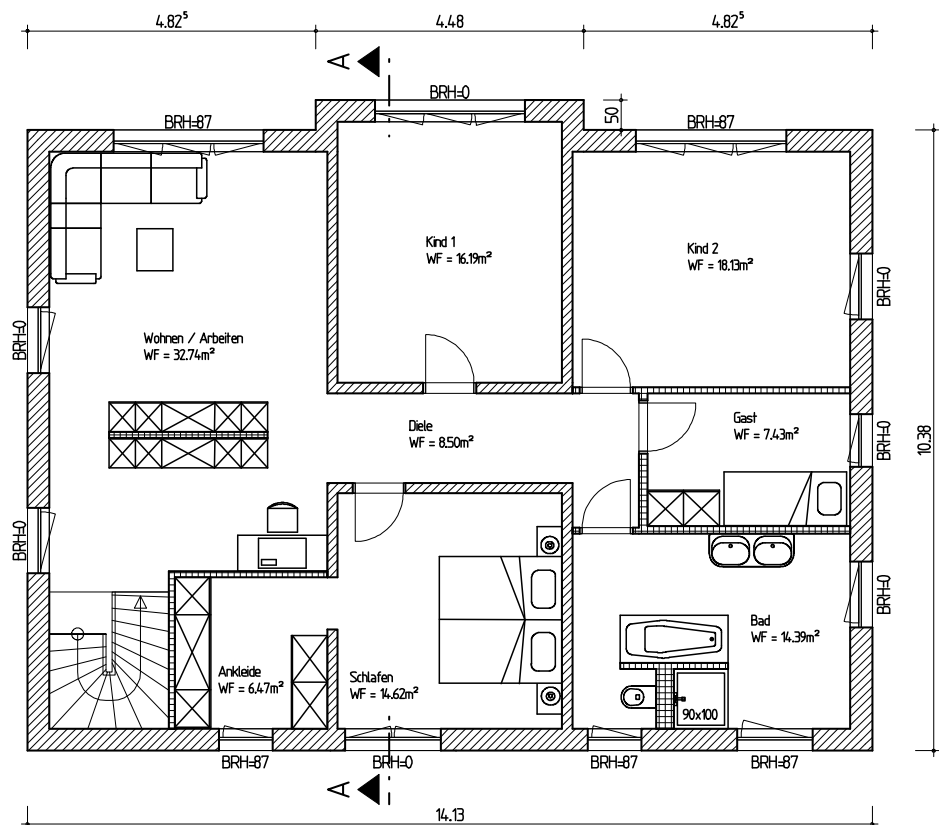 4.82⁵
4.48
4.82⁵
A
BRH=0
50
BRH=87
BRH=87
Kind 1
WF = 16.19m²
Kind 2
WF = 18.13m²
BRH=0
BRH=0
Wohnen / Arbeiten
WF = 32.74m²
Diele
WF = 8.50m²
Gast
WF = 7.43m²
BRH=0
10.38
BRH=0
BRH=0
Bad
WF = 14.39m²
Ankleide
WF = 6.47m²
Schlafen
WF = 14.62m²
90x100
BRH=87
BRH=0
BRH=87
BRH=87
A
14.13